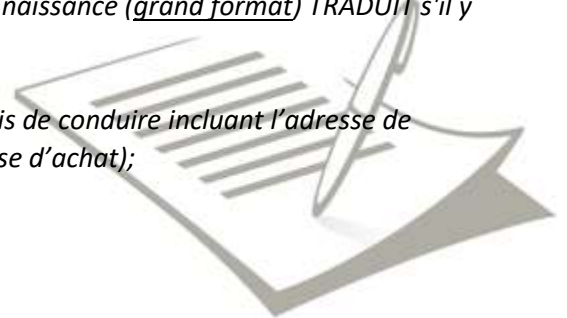 naissance (grand format) TRADUIT s'il y
is de conduire incluant l'adresse de
se d'achat);